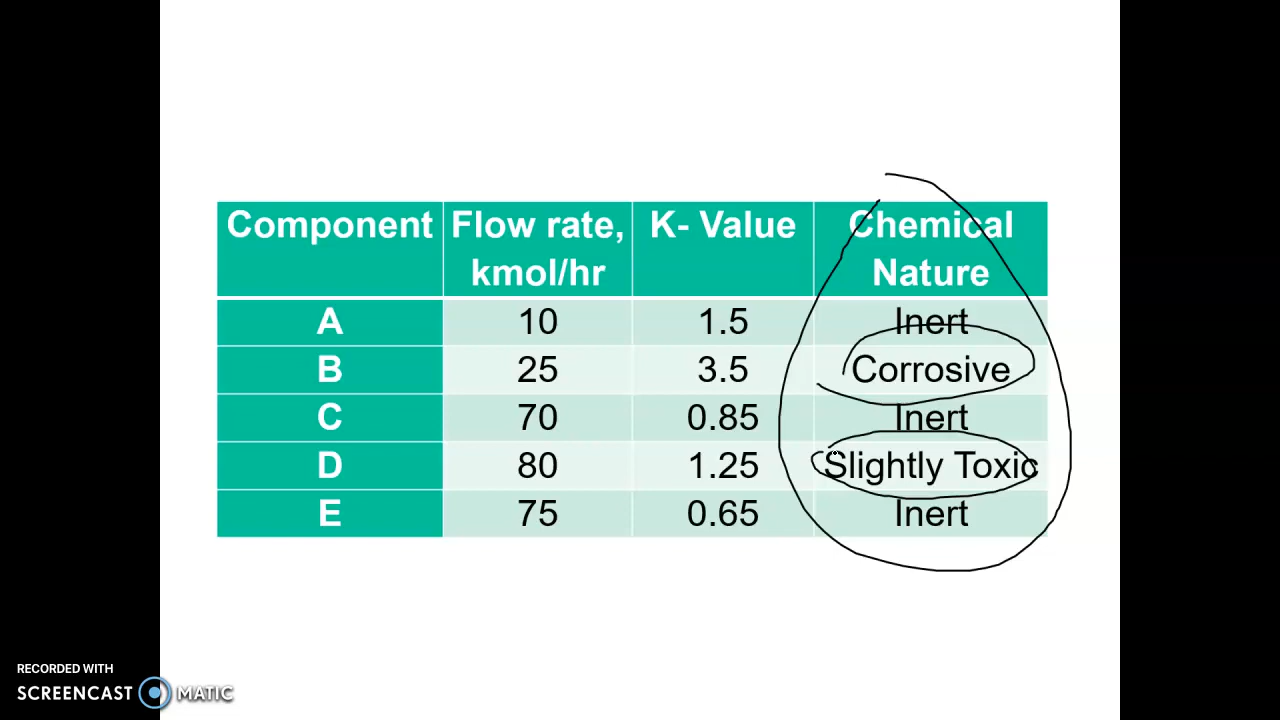 Component Flow rate, kmol/hr K- Value Chemical Nature
A 10 1.5 Inert
B 25 3.5 Corrosive
C 70 0.85 Inert
D 80 1.25 Slightly Toxic
E 75 0.65 Inert
RECORDED WITH
SCREENCAST MATIC